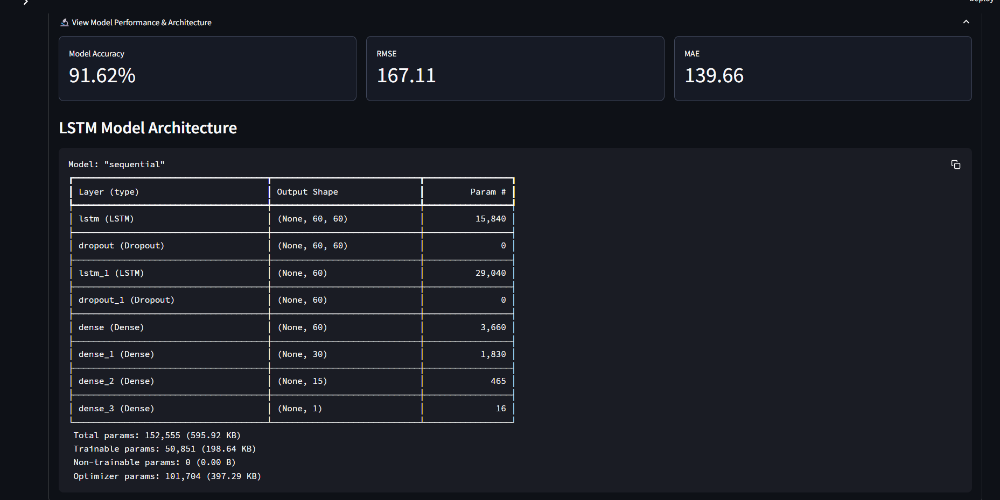 Deploy
View Model Performance & Architecture
Model Accuracy
91.62%
RMSE
167.11
MAE
139.66
LSTM Model Architecture
Model: "sequential"
Layer (type) Output Shape Param #
lstm (LSTM) (None, 60, 60) 15,840
dropout (Dropout) (None, 60, 60) 0
lstm_1 (LSTM) (None, 60) 29,040
dropout_1 (Dropout) (None, 60) 0
dense (Dense) (None, 60) 3,660
dense_1 (Dense) (None, 30) 1,830
dense_2 (Dense) (None, 15) 465
dense_3 (Dense) (None, 1) 16
Total params: 152,555 (595.92 KB)
Trainable params: 50,851 (198.64 KB)
Non-trainable params: 0 (0.00 B)
Optimizer params: 101,704 (397.29 KB)